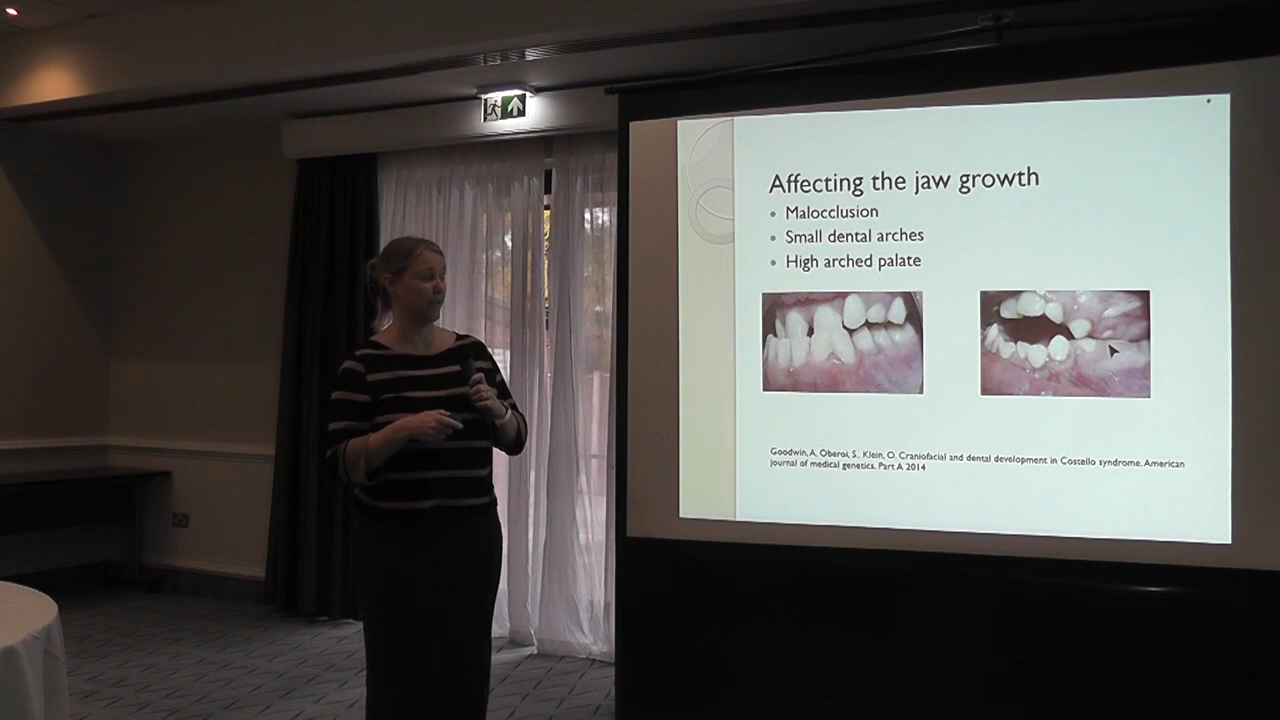 Affecting the jaw growth
• Malocclusion
• Small dental arches
• High arched palate
Goodwin, A. Oberoi, S.. Klein, O. Craniofacial and dental development in Costello syndrome. American
journal of medical genetics. Part A 2014